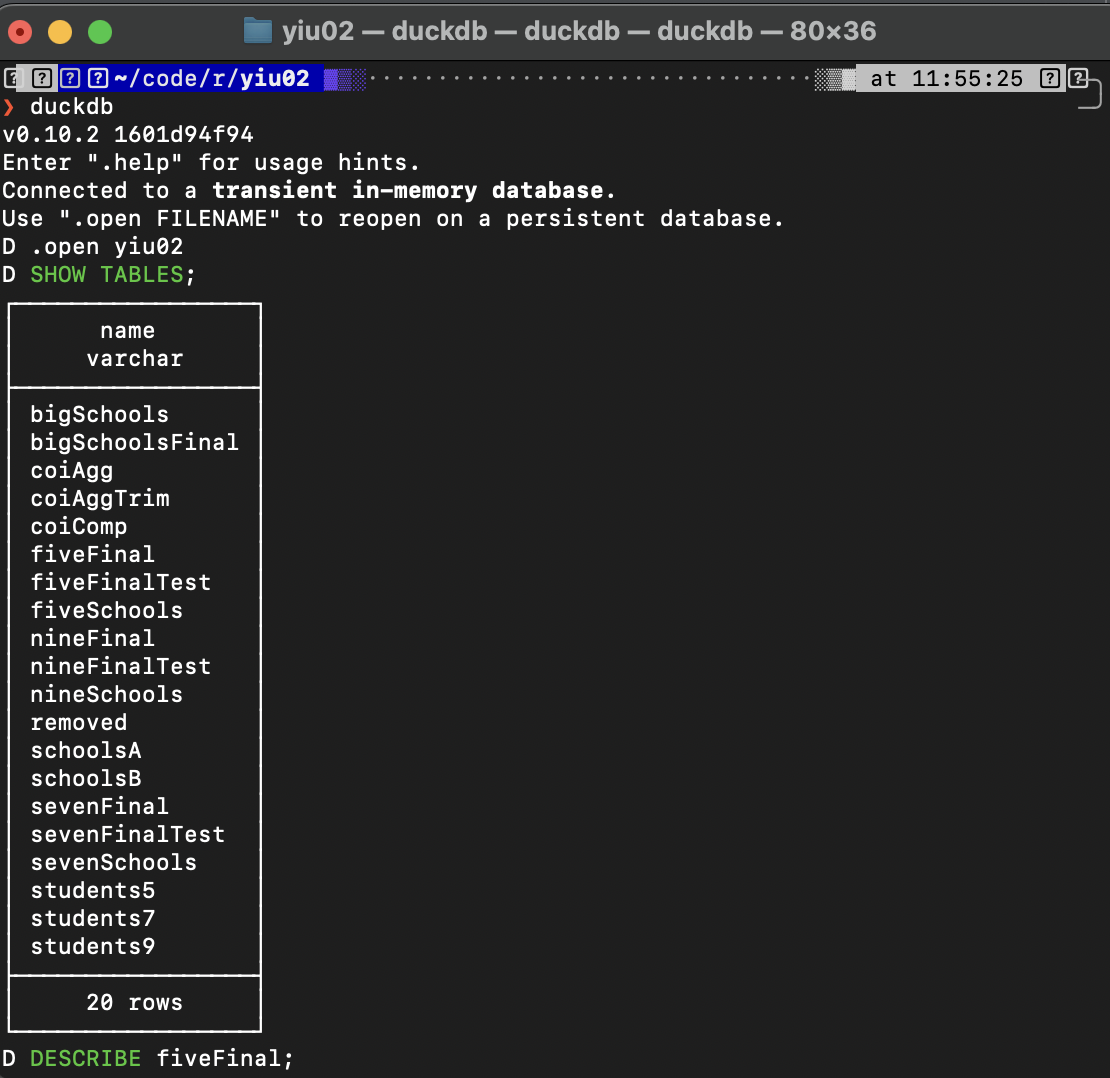 yiu02 — duckdb — duckdb — duckdb — 80×36
~/code/r/yiu02 at 11:55:25
❯ duckdb
v0.10.2 1601d94f94
Enter ".help" for usage hints.
Connected to a transient in-memory database.
Use ".open FILENAME" to reopen on a persistent database.
D .open yiu02
D SHOW TABLES;
name
varchar
bigSchools
bigSchoolsFinal
coiAgg
coiAggTrim
coiComp
fiveFinal
fiveFinalTest
fiveSchools
nineFinal
nineFinalTest
nineSchools
removed
schoolsA
schoolsB
sevenFinal
sevenFinalTest
sevenSchools
students5
students7
students9
20 rows
D DESCRIBE fiveFinal;